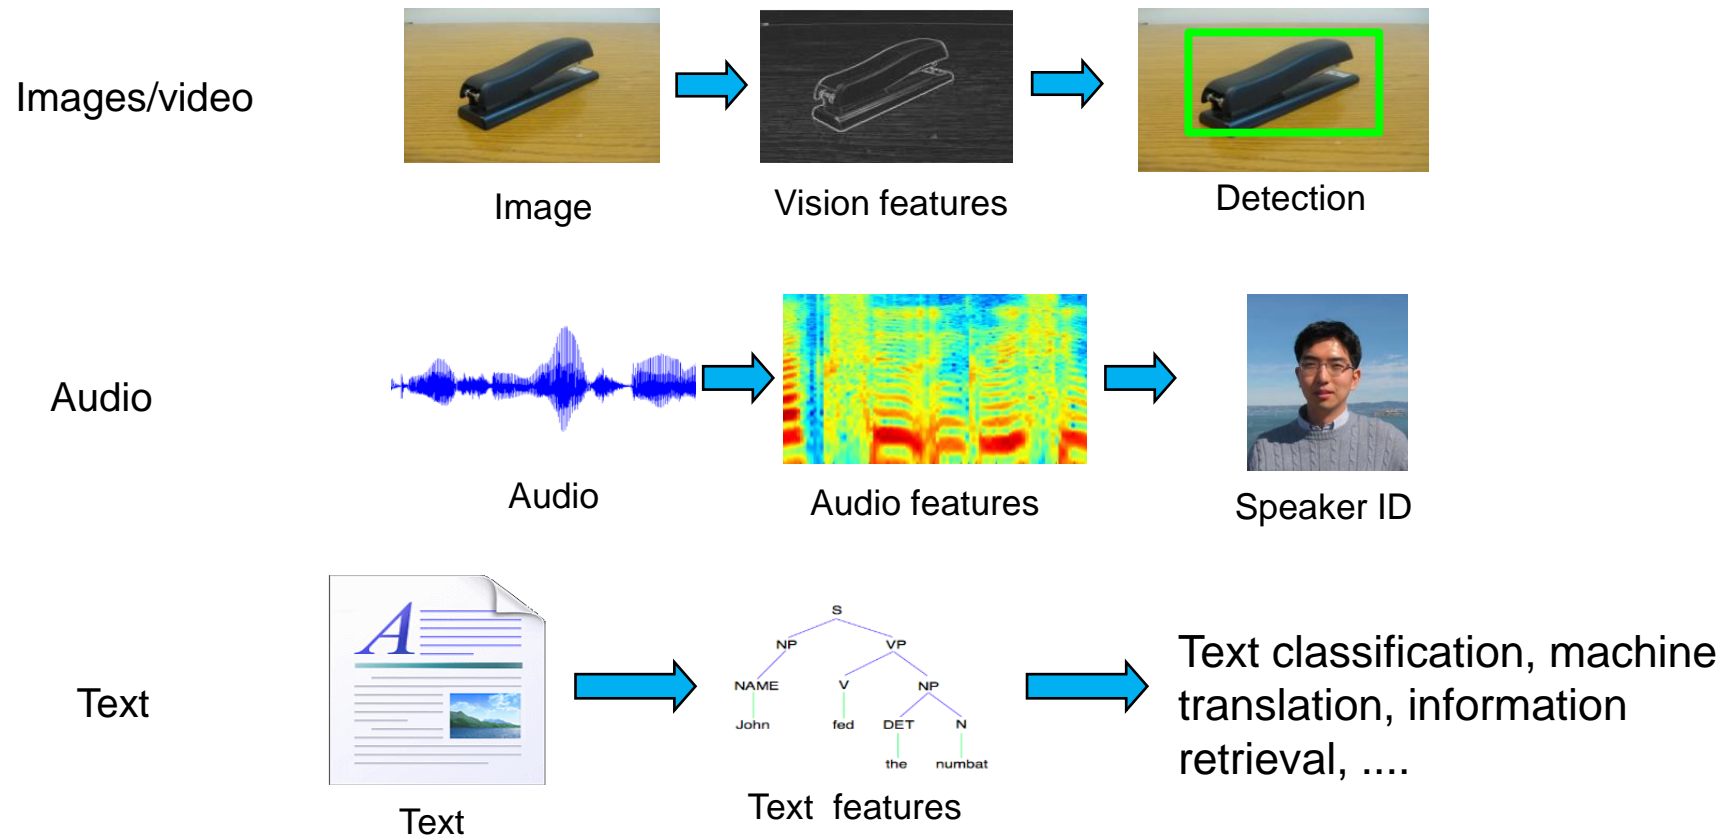 Images/video
Image
Vision features
Detection
Audio
Audio
Audio features
Speaker ID
Text
A
S
NP VP
NAME V NP
John fed DET N
the numbat
Text
Text features
Text classification, machine
translation, information
retrieval, ....